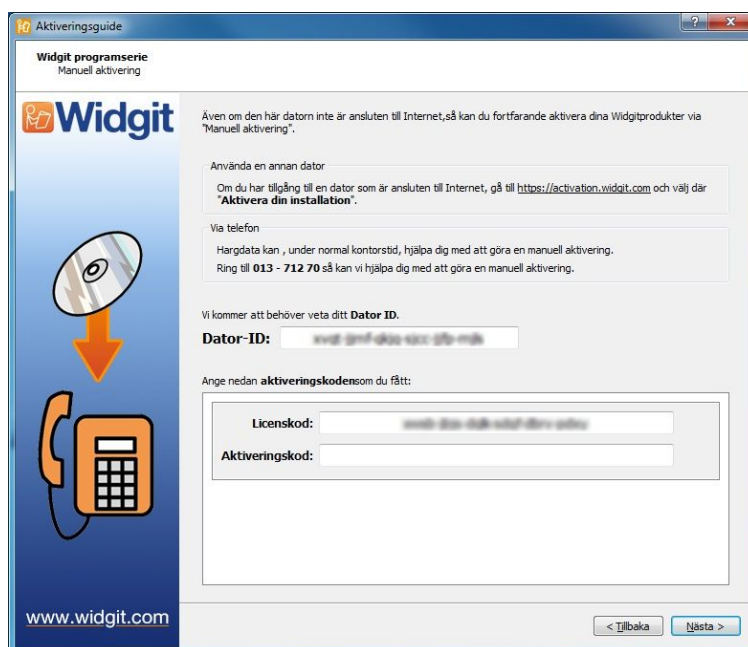 Aktiveringsguide
Widgit programserie
Manuell aktivering
Widgit
Även om den här datorn inte är ansluten till Internet,så kan du fortfarande aktivera dina Widgitprodukter via
"Manuell aktivering".
Använda en annan dator
Om du har tillgång till en dator som är ansluten till Internet, gå till https://activation.widgit.com och välj där
"Aktivera din installation".
Via telefon
Hargdata kan , under normal kontorstid, hjälpa dig med att göra en manuell aktivering.
Ring till 013 - 712 70 så kan vi hjälpa dig med att göra en manuell aktivering.
Vi kommer att behöver veta ditt Dator ID.
Dator-ID:
Ange nedan aktiveringskodensom du fått:
Licenskod:
Aktiveringskod:
www.widgit.com
< Tillbaka
Nästa >